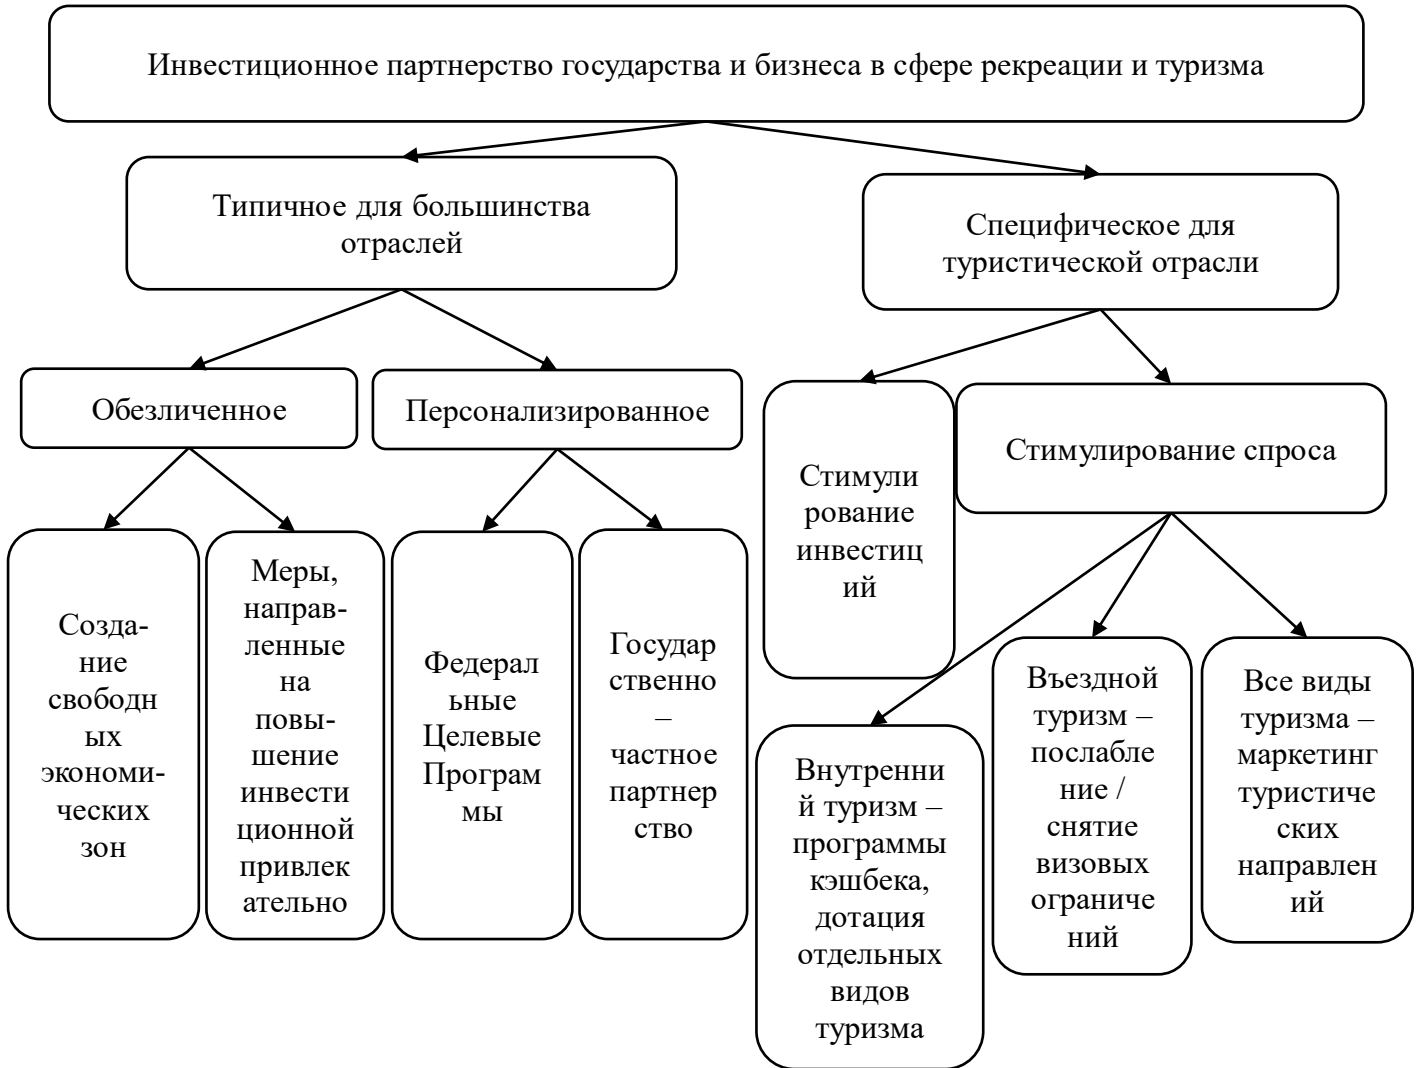 Инвестиционное партнерство государства и бизнеса в сфере рекреации и туризма
Типичное для большинства
отраслей
Специфическое для
туристической отрасли
Обезличенное
Персонализированное
Стимули
рование
инвестиц
ий
Стимулирование спроса
Созда-
ние
свободн
ых
экономи-
ческих
зон
Меры,
направ-
ленные
на
повы-
шение
инвести
ционной
привлек
ательно
Федерал
ьные
Целевые
Програм
мы
Государ
ственно
–
частное
партнер
ство
Внутренни
й туризм –
программы
кэшбека,
дотация
отдельных
видов
туризма
Въездной
туризм –
послабле
ние /
снятие
визовых
ограниче
ний
Все виды
туризма –
маркетинг
туристиче
ских
направлен
ий